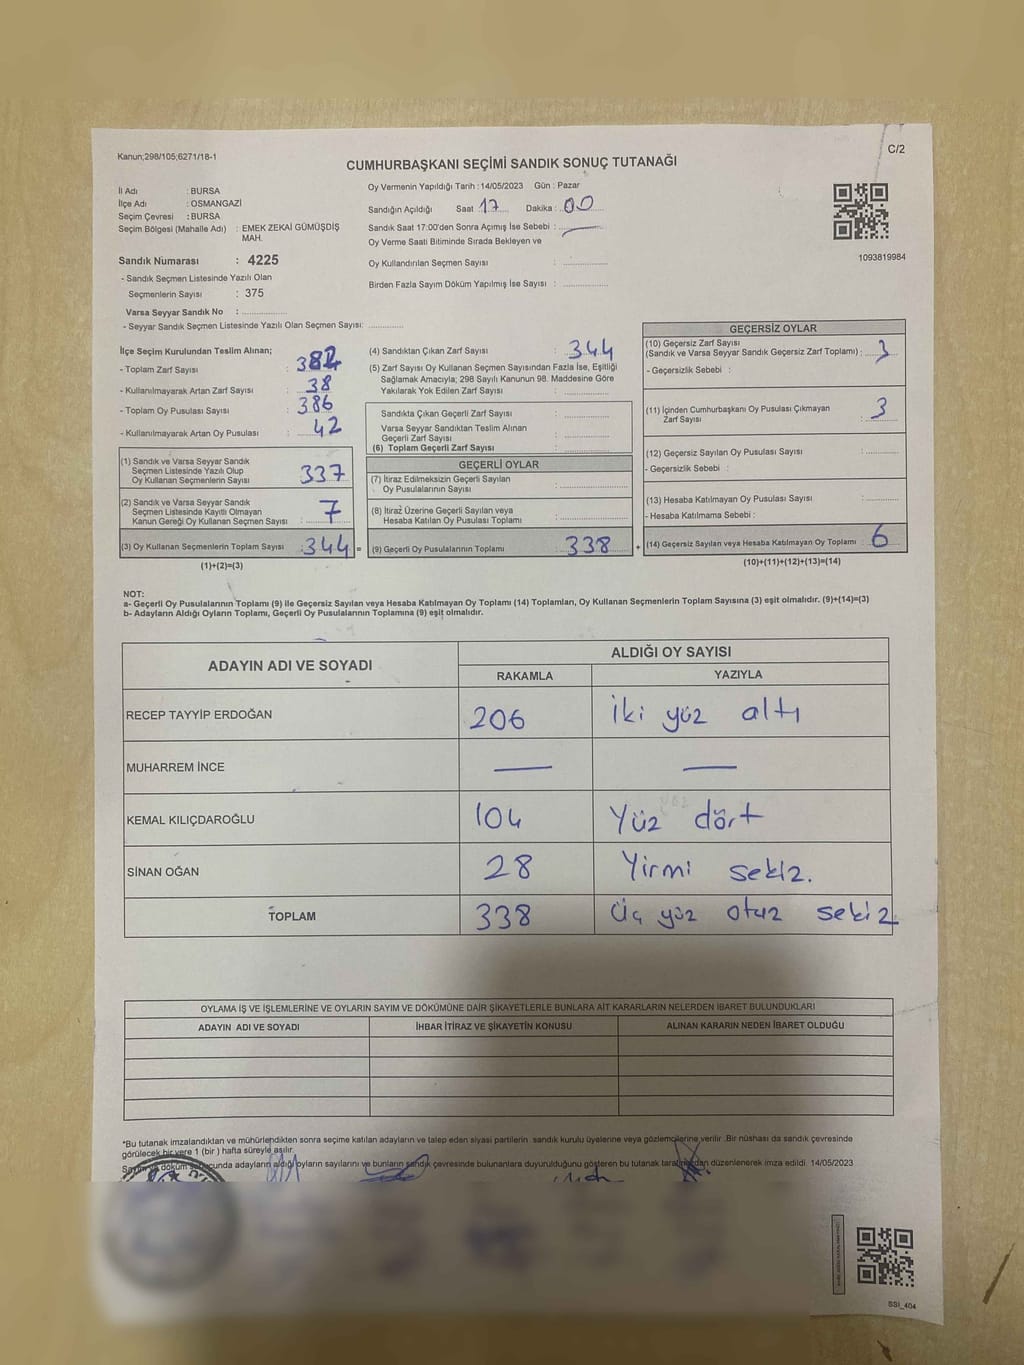 Kanun;298/105;6271/18-1
C/2
CUMHURBAŞKANI SEÇİMİ SANDIK SONUÇ TUTANAĞI
İl Adı : BURSA
İlçe Adı : OSMANGAZİ
Seçim Çevresi : BURSA
Seçim Bölgesi (Mahalle Adı) : EMEK ZEKAİ GÜMÜŞDİŞ
MAH.
Sandık Numarası : 4225
- Sandık Seçmen Listesinde Yazılı Olan
Seçmenlerin Sayısı : 375
Varsa Seyyar Sandık No :
- Seyyar Sandık Seçmen Listesinde Yazılı Olan Seçmen Sayısı:
Oy Vermenin Yapıldığı Tarih : 14/05/2023 Gün : Pazar
Sandığın Açıldığı Saat 17 Dakika : 00
Sandık Saat 17:00'den Sonra Açılmış İse Sebebi :
Oy Verme Saati Bitiminde Sırada Bekleyen ve
Oy Kullandırılan Seçmen Sayısı :
Birden Fazla Sayım Döküm Yapılmış İse Sayısı :
1093819984
İlçe Seçim Kurulundan Teslim Alınan;
- Toplam Zarf Sayısı : 382
- Kullanılmayarak Artan Zarf Sayısı : 38
- Toplam Oy Pusulası Sayısı : 386
- Kullanılmayarak Artan Oy Pusulası : 42
(1) Sandık ve Varsa Seyyar Sandık
Seçmen Listesinde Yazılı Olup
Oy Kullanan Seçmenlerin Sayısı 337
(2) Sandık ve Varsa Seyyar Sandık
Seçmen Listesinde Kayıtlı Olmayan
Kanun Gereği Oy Kullanan Seçmen Sayısı : 7
(3) Oy Kullanan Seçmenlerin Toplam Sayısı : 344 =
(1)+(2)=(3)
(4) Sandıktan Çıkan Zarf Sayısı : 344
(5) Zarf Sayısı Oy Kullanan Seçmen Sayısından Fazla İse, Eşitliği
Sağlamak Amacıyla; 298 Sayılı Kanunun 98. Maddesine Göre
Yakılarak Yok Edilen Zarf Sayısı :
Sandıkta Çıkan Geçerli Zarf Sayısı :
Varsa Seyyar Sandıktan Teslim Alınan
Geçerli Zarf Sayısı :
(6) Toplam Geçerli Zarf Sayısı :
GEÇERLİ OYLAR
(7) İtiraz Edilmeksizin Geçerli Sayılan
Oy Pusulalarının Sayısı :
(8) İtiraz Üzerine Geçerli Sayılan veya
Hesaba Katılan Oy Pusulası Toplamı :
(9) Geçerli Oy Pusulalarının Toplamı 338 +
GEÇERSİZ OYLAR
(10) Geçersiz Zarf Sayısı
(Sandık ve Varsa Seyyar Sandık Geçersiz Zarf Toplamı) : 3
- Geçersizlik Sebebi :
(11) İçinden Cumhurbaşkanı Oy Pusulası Çıkmayan
Zarf Sayısı : 3
(12) Geçersiz Sayılan Oy Pusulası Sayısı :
- Geçersizlik Sebebi :
(13) Hesaba Katılmayan Oy Pusulası Sayısı :
- Hesaba Katılmama Sebebi :
(14) Geçersiz Sayılan veya Hesaba Katılmayan Oy Toplamı : 6
(10)+(11)+(12)+(13)=(14)
NOT:
a- Geçerli Oy Pusulalarının Toplamı (9) ile Geçersiz Sayılan veya Hesaba Katılmayan Oy Toplamı (14) Toplamları, Oy Kullanan Seçmenlerin Toplam Sayısına (3) eşit olmalıdır. (9)+(14)=(3)
b- Adayların Aldığı Oyların Toplamı, Geçerli Oy Pusulalarının Toplamına (9) eşit olmalıdır.
ADAYIN ADI VE SOYADI ALDIĞI OY SAYISI
RAKAMLA YAZIYLA
RECEP TAYYİP ERDOĞAN 206 iki yüz altı
MUHARREM İNCE — —
KEMAL KILIÇDAROĞLU 104 Yüz dört
SİNAN OĞAN 28 Yirmi sekiz.
TOPLAM 338 Üç yüz otuz sekiz
OYLAMA İŞ VE İŞLEMLERİNE VE OYLARIN SAYIM VE DÖKÜMÜNE DAİR ŞİKAYETLERLE BUNLARA AİT KARARLARIN NELERDEN İBARET BULUNDUKLARI
ADAYIN ADI VE SOYADI İHBAR İTİRAZ VE ŞİKAYETİN KONUSU ALINAN KARARIN NEDEN İBARET OLDUĞU
*Bu tutanak imzalandıktan ve mühürlendikten sonra seçime katılan adayların ve talep eden siyasi partilerin sandık kurulu üyelerine veya gözlemcilerine verilir .Bir nüshası da sandık çevresinde
görülecek bir yere 1 (bir ) hafta süreyle asılır.
döküm sonucunda adayların aldığı oyların sayılarını ve bunların sandık çevresinde bulunanlara duyurulduğunu gösteren bu tutanak tarafımızdan düzenlenerek imza edildi. 14/05/2023
SSI_404